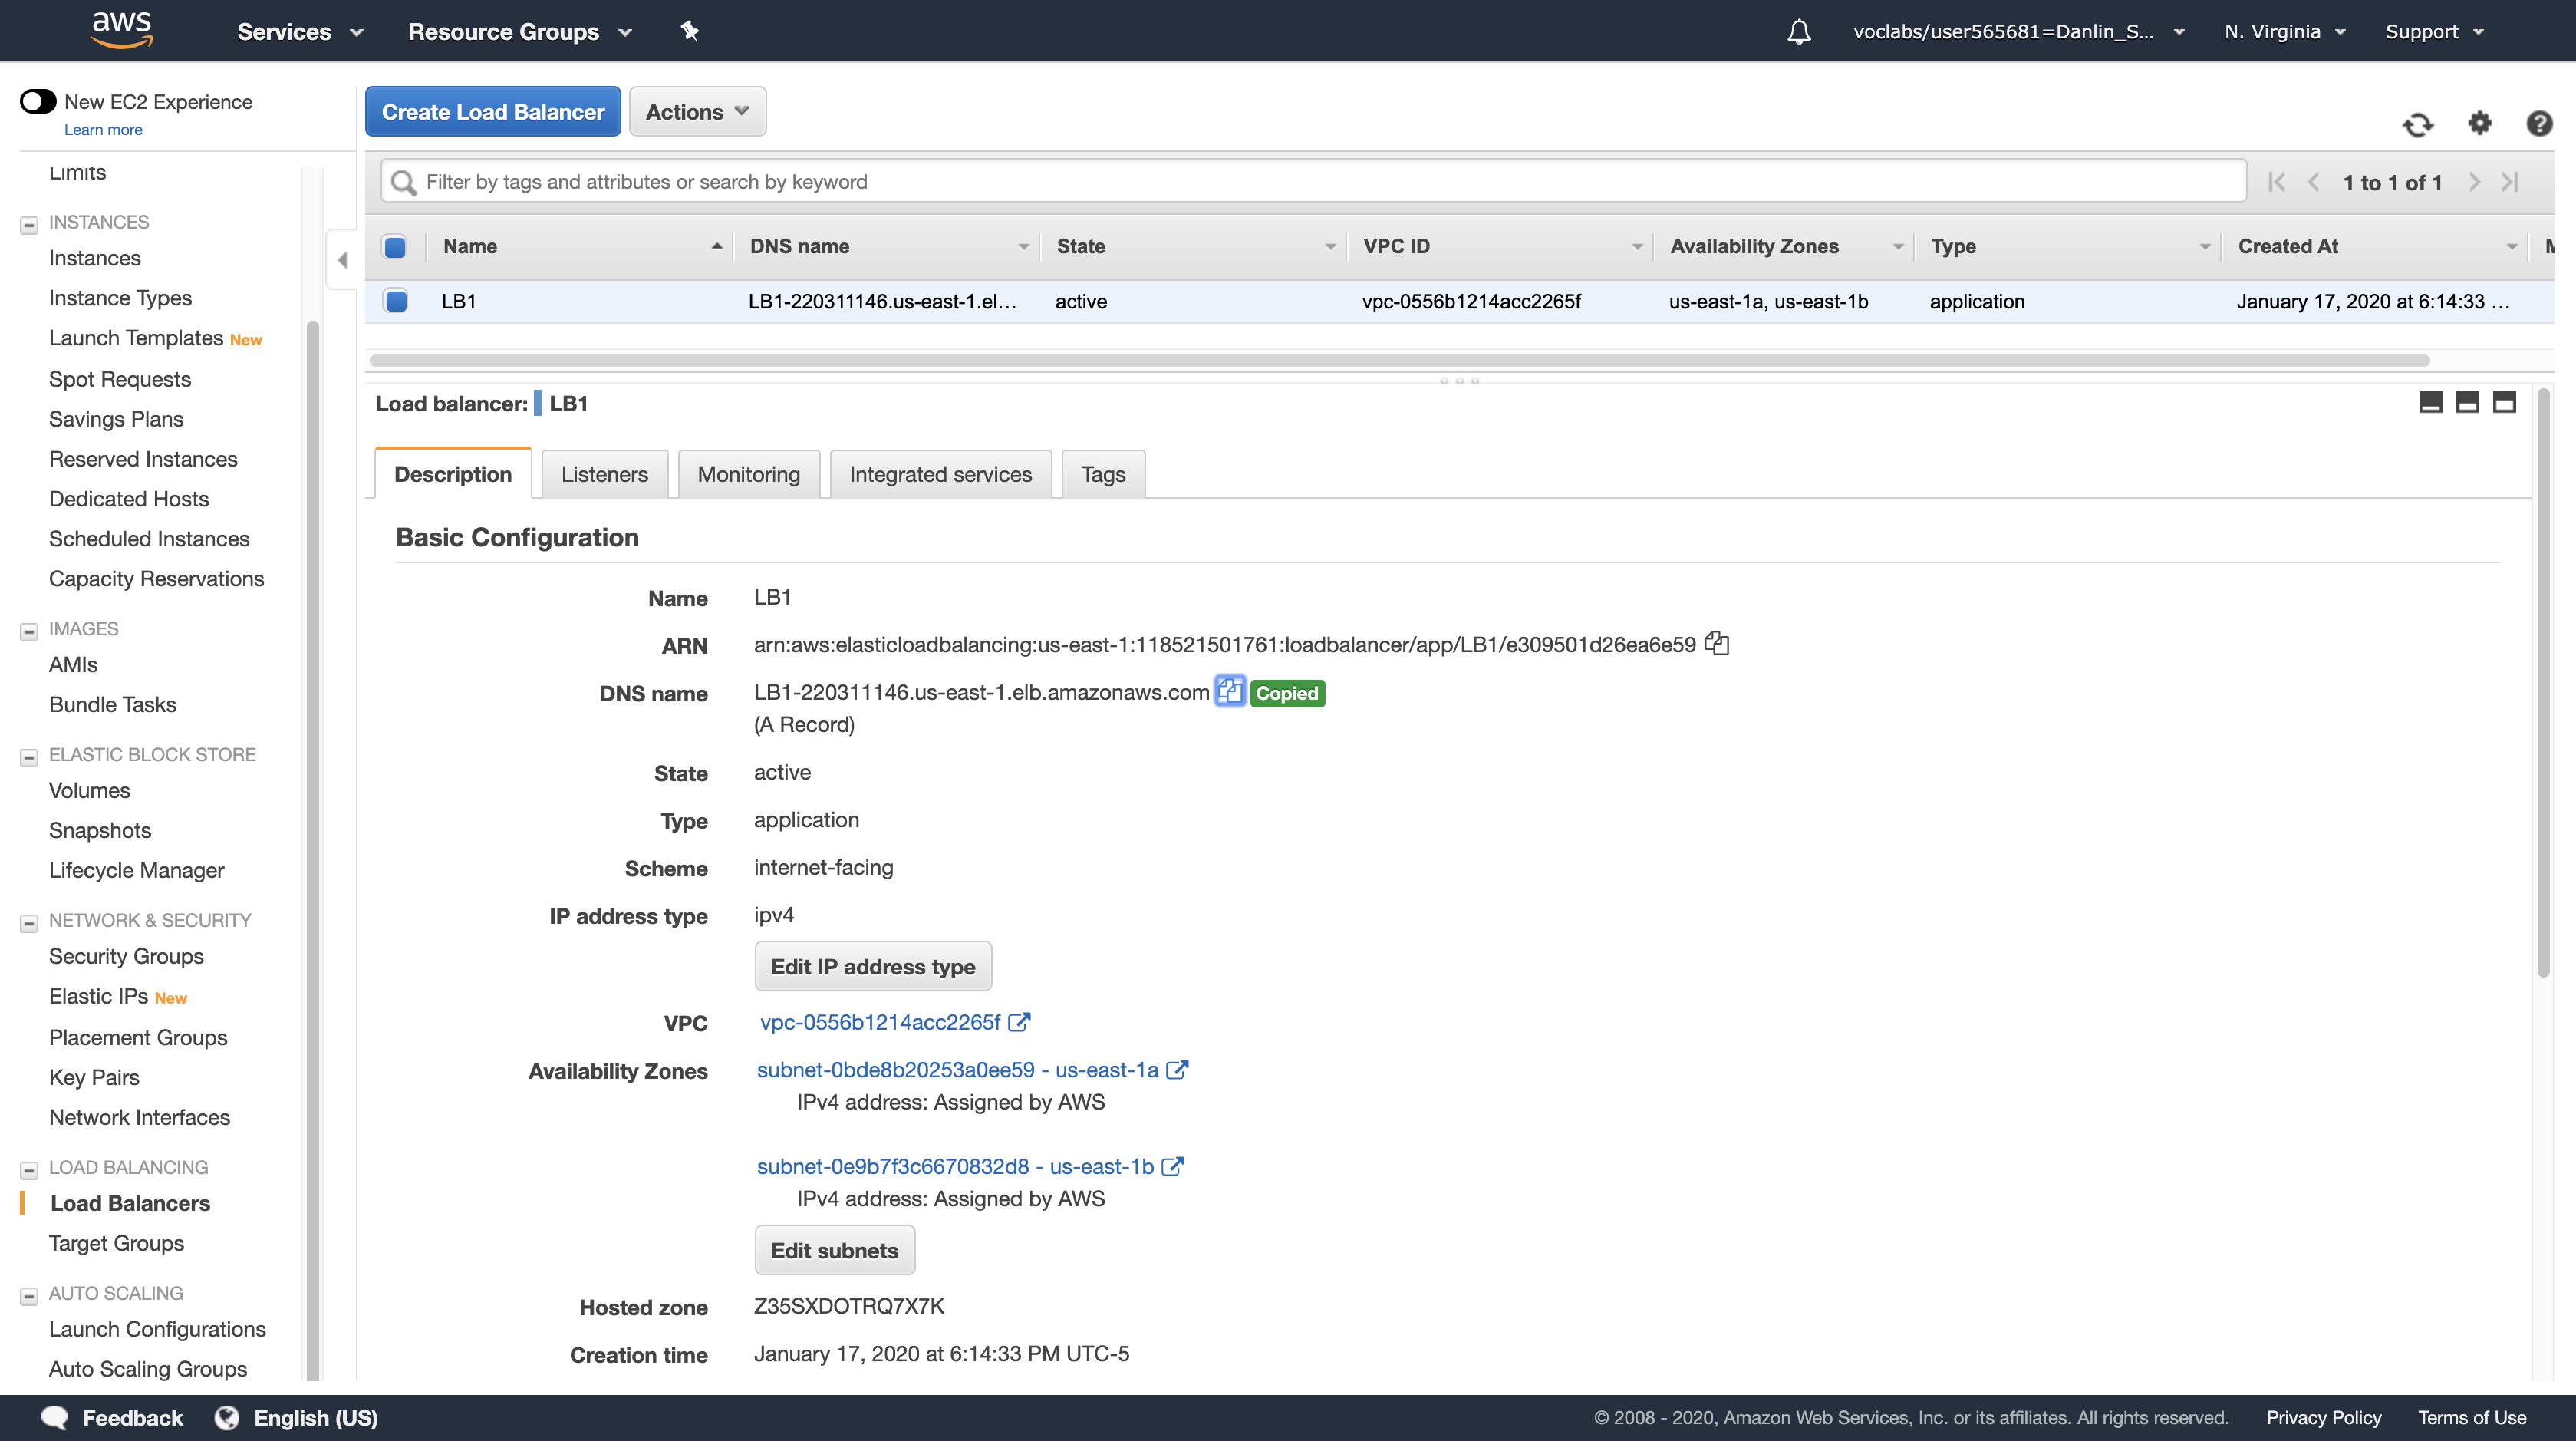 aws Services Resource Groups voclabs/user565681=Danlin_S... N. Virginia Support
New EC2 Experience
Learn more
Limits
INSTANCES
Instances
Instance Types
Launch Templates New
Spot Requests
Savings Plans
Reserved Instances
Dedicated Hosts
Scheduled Instances
Capacity Reservations
IMAGES
AMIs
Bundle Tasks
ELASTIC BLOCK STORE
Volumes
Snapshots
Lifecycle Manager
NETWORK & SECURITY
Security Groups
Elastic IPs New
Placement Groups
Key Pairs
Network Interfaces
LOAD BALANCING
Load Balancers
Target Groups
AUTO SCALING
Launch Configurations
Auto Scaling Groups
Create Load Balancer Actions
Filter by tags and attributes or search by keyword 1 to 1 of 1
Name DNS name State VPC ID Availability Zones Type Created At
LB1 LB1-220311146.us-east-1.el... active vpc-0556b1214acc2265f us-east-1a, us-east-1b application January 17, 2020 at 6:14:33 ...
Load balancer: LB1
Description Listeners Monitoring Integrated services Tags
Basic Configuration
Name LB1
ARN arn:aws:elasticloadbalancing:us-east-1:118521501761:loadbalancer/app/LB1/e309501d26ea6e59
DNS name LB1-220311146.us-east-1.elb.amazonaws.com Copied
(A Record)
State active
Type application
Scheme internet-facing
IP address type ipv4
Edit IP address type
VPC vpc-0556b1214acc2265f
Availability Zones subnet-0bde8b20253a0ee59 - us-east-1a
IPv4 address: Assigned by AWS
subnet-0e9b7f3c6670832d8 - us-east-1b
IPv4 address: Assigned by AWS
Edit subnets
Hosted zone Z35SXDOTRQ7X7K
Creation time January 17, 2020 at 6:14:33 PM UTC-5
Feedback English (US) © 2008 - 2020, Amazon Web Services, Inc. or its affiliates. All rights reserved. Privacy Policy Terms of Use